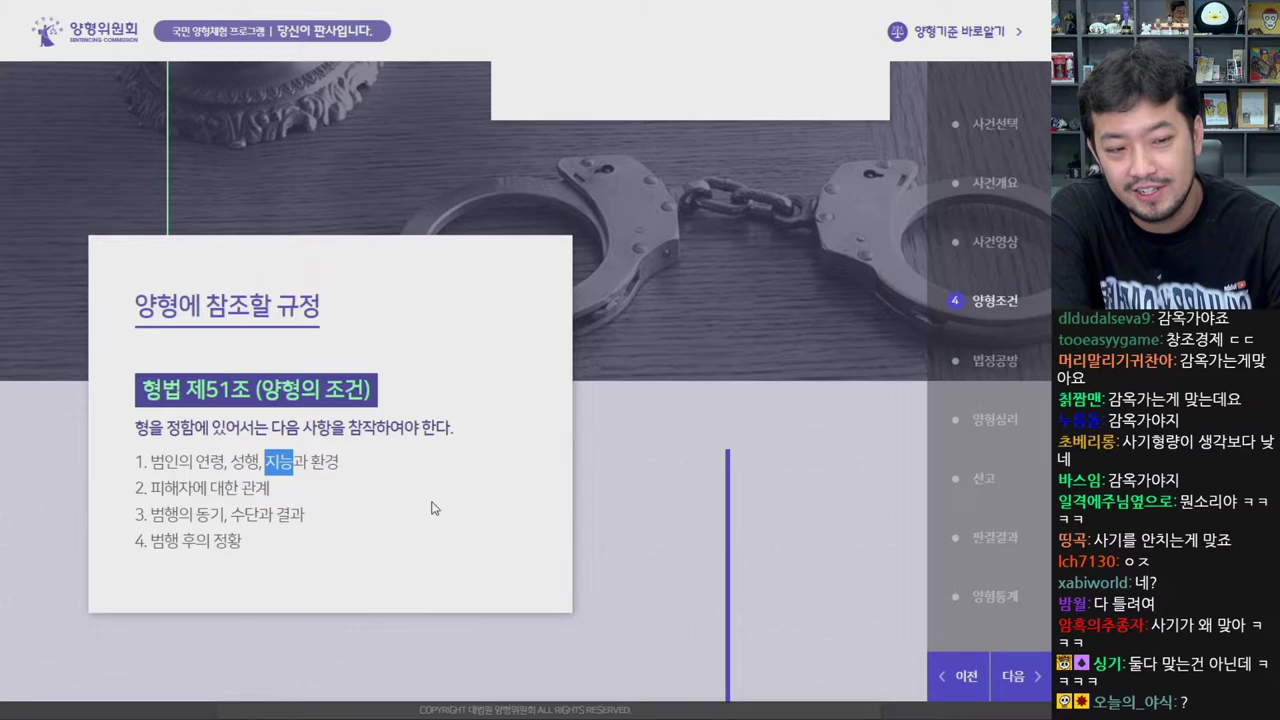 양형위원회
SENTENCING COMMISSION
국민 양형체험 프로그램 | 당신이 판사입니다.
양형기준 바로알기
사건선택
사건개요
사건영상
4 양형조건
법정공방
양형심리
선고
판결결과
양형통계
이전
다음
양형에 참조할 규정
형법 제51조 (양형의 조건)
형을 정함에 있어서는 다음 사항을 참작하여야 한다.
1. 범인의 연령, 성행, 지능과 환경
2. 피해자에 대한 관계
3. 범행의 동기, 수단과 결과
4. 범행 후의 정황
COPYRIGHT 대법원 양형위원회 ALL RIGHTS RESERVED.
dldudalseva9: 감옥가야죠
tooeasyygame: 창조경제 ㄷㄷ
머리말리기귀찬아: 감옥가는게맞
아요
칡짬맨: 감옥가는게 맞는데요
누룽돌: 감옥가야지
초베리롱: 사기형량이 생각보다 낮
네
바스임: 감옥가야지
일격에주님옆으로: 뭔소리야 ㅋㅋ
ㅋㅋ
띵곡: 사기를 안치는게 맞죠
lch7130: ㅇㅈ
xabiworld: 네?
밤월: 다 틀려여
암흑의추종자: 사기가 왜 맞아 ㅋ
ㅋㅋ
싱기: 둘다 맞는건 아닌데 ㅋ
ㅋㅋㅋ
오늘의_야식: ?